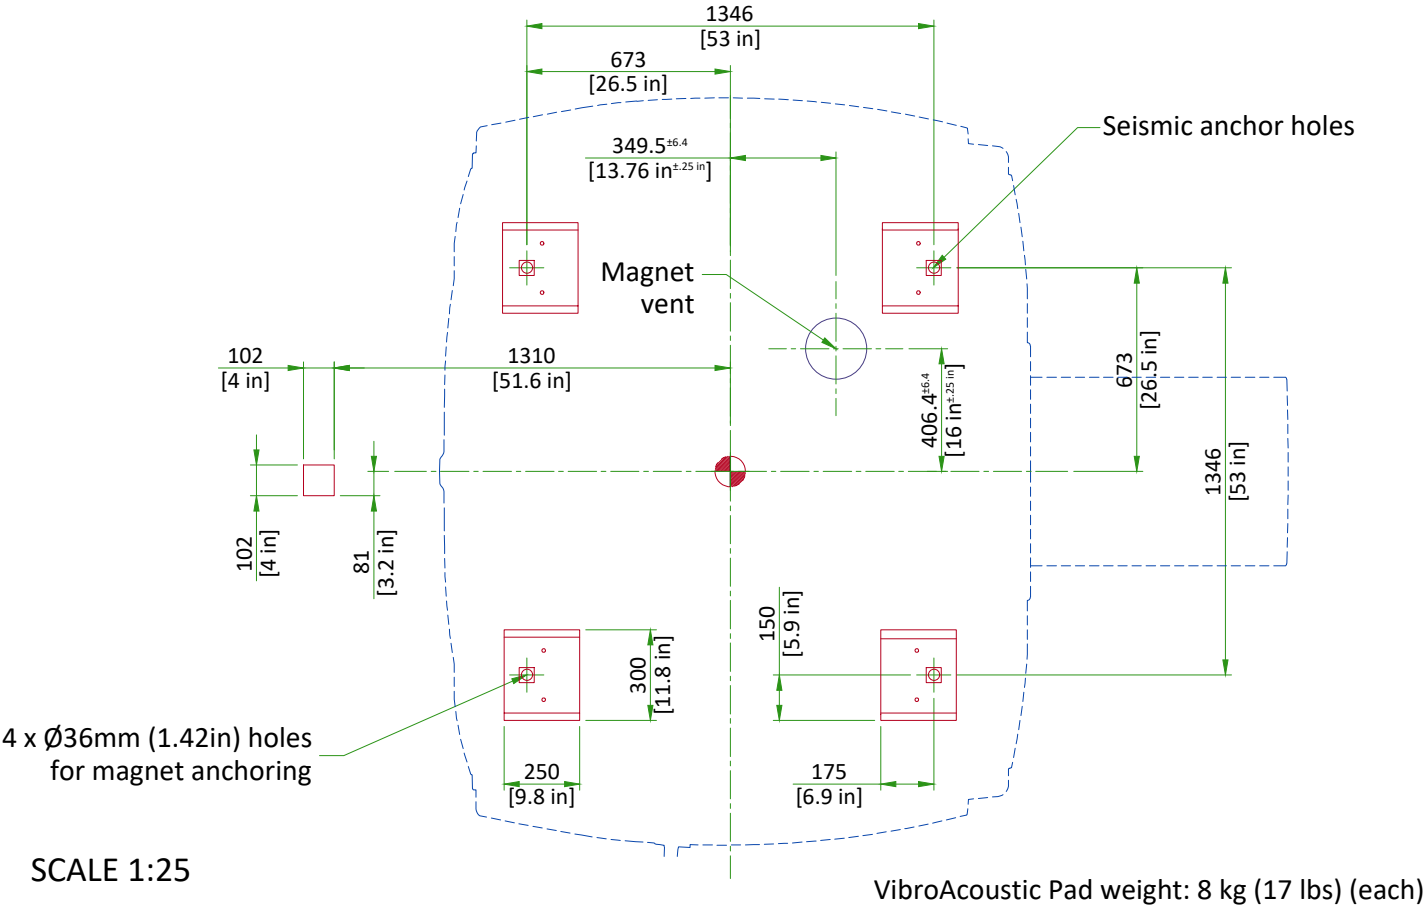 1346
[53 in]
673
[26.5 in]
349.5±6.4
[13.76 in±.25 in]
Seismic anchor holes
Magnet
vent
102
[4 in]
1310
[51.6 in]
406.4±6.4
[16 in±.25 in]
673
[26.5 in]
1346
[53 in]
102
[4 in]
81
[3.2 in]
150
[5.9 in]
300
[11.8 in]
4 x Ø36mm (1.42in) holes
for magnet anchoring
250
[9.8 in]
175
[6.9 in]
SCALE 1:25
VibroAcoustic Pad weight: 8 kg (17 lbs) (each)